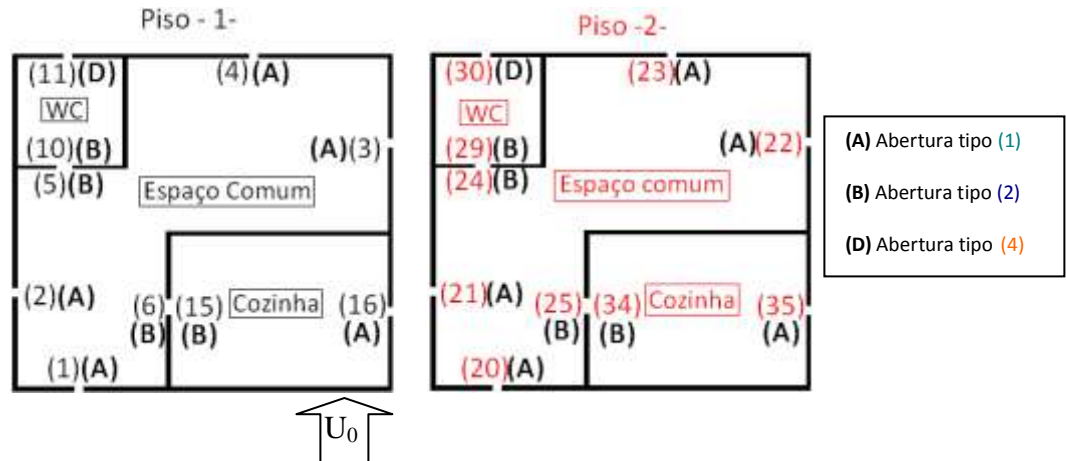 Piso - 1-
(11)(D)
(4)(A)
WC
(10)(B)
(A)(3)
(5)(B)
Espaço Comum
(2)(A)
(6) (15) Cozinha (16)
(B) (B) (A)
(1)(A)
U0
Piso -2-
(30)(D)
(23)(A)
WC
(29)(B)
(A)(22)
(24)(B)
Espaço comum
(21)(A)
(25) (34) Cozinha (35)
(B) (B) (A)
(20)(A)
(A) Abertura tipo (1)
(B) Abertura tipo (2)
(D) Abertura tipo (4)